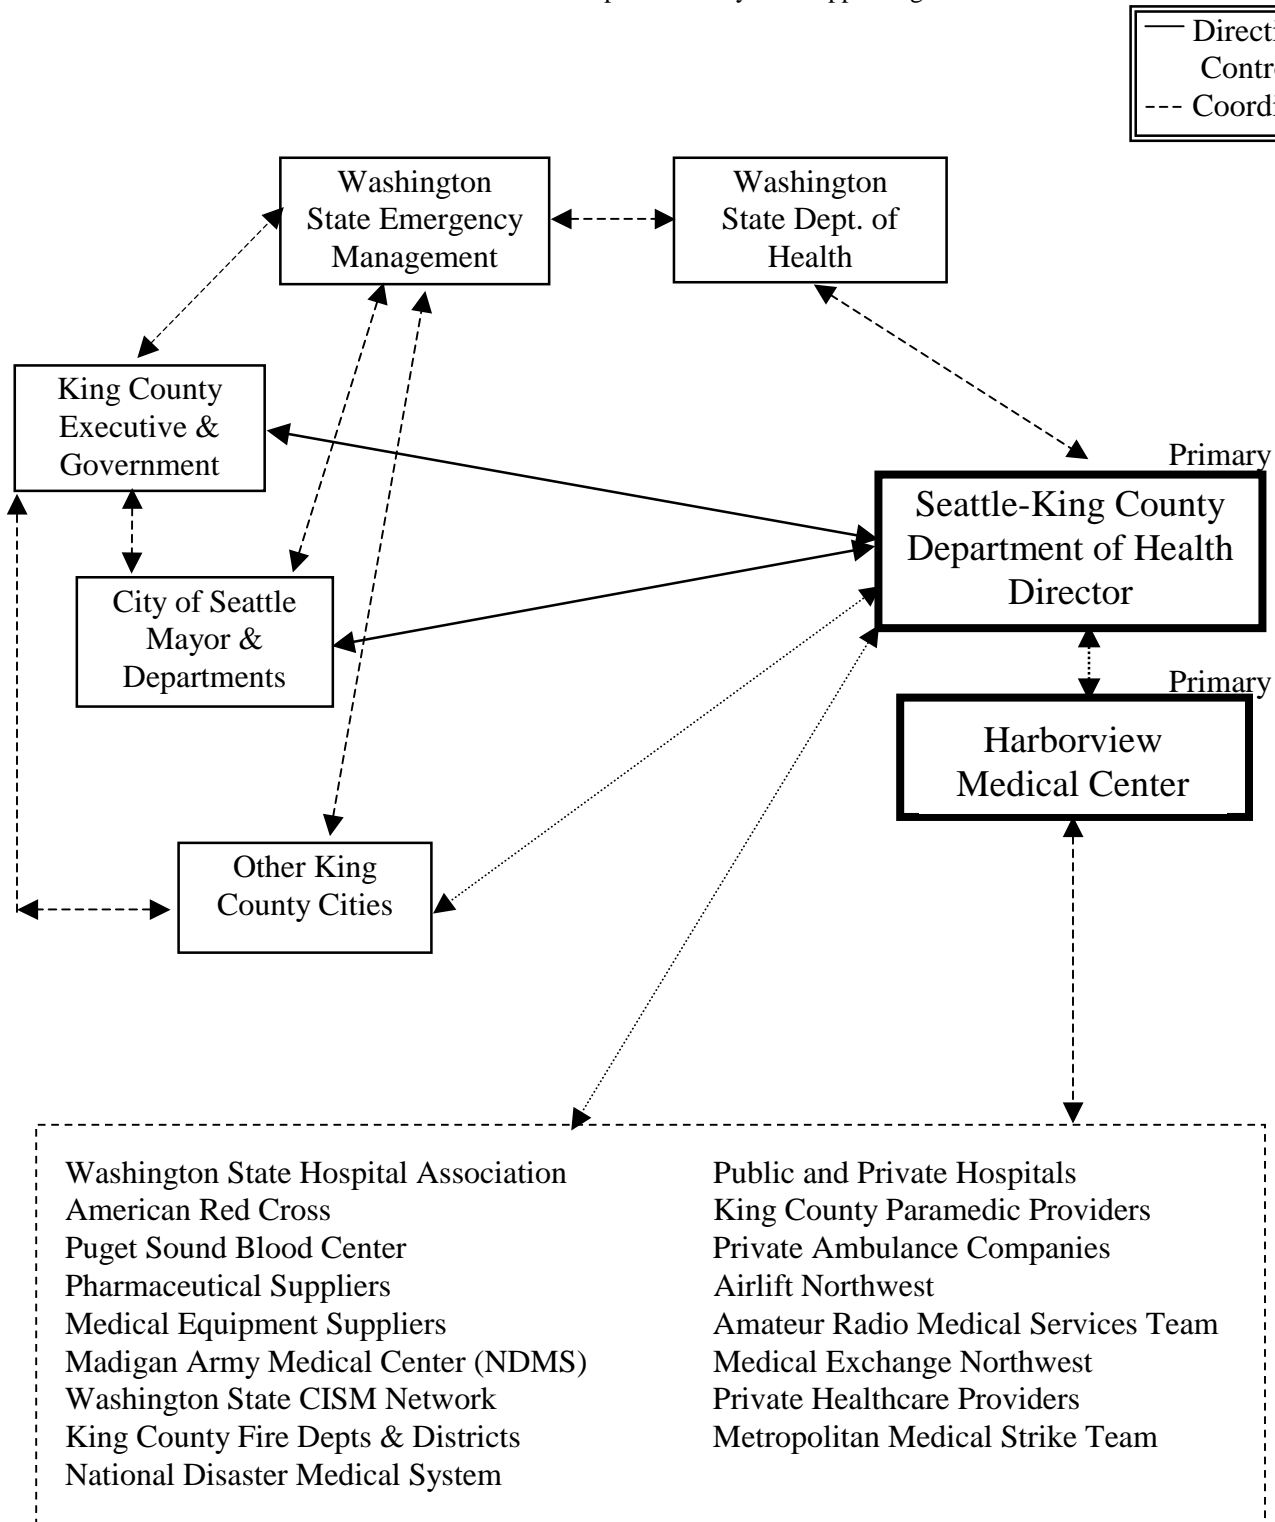 Directi
Contr
--- Coordi
Washington
State Emergency
Management
Washington
State Dept. of
Health
King County
Executive &
Government
Primary
Seattle-King County
Department of Health
Director
City of Seattle
Mayor &
Departments
Primary
Harborview
Medical Center
Other King
County Cities
Washington State Hospital Association
American Red Cross
Puget Sound Blood Center
Pharmaceutical Suppliers
Medical Equipment Suppliers
Madigan Army Medical Center (NDMS)
Washington State CISM Network
King County Fire Depts & Districts
National Disaster Medical System
Public and Private Hospitals
King County Paramedic Providers
Private Ambulance Companies
Airlift Northwest
Amateur Radio Medical Services Team
Medical Exchange Northwest
Private Healthcare Providers
Metropolitan Medical Strike Team